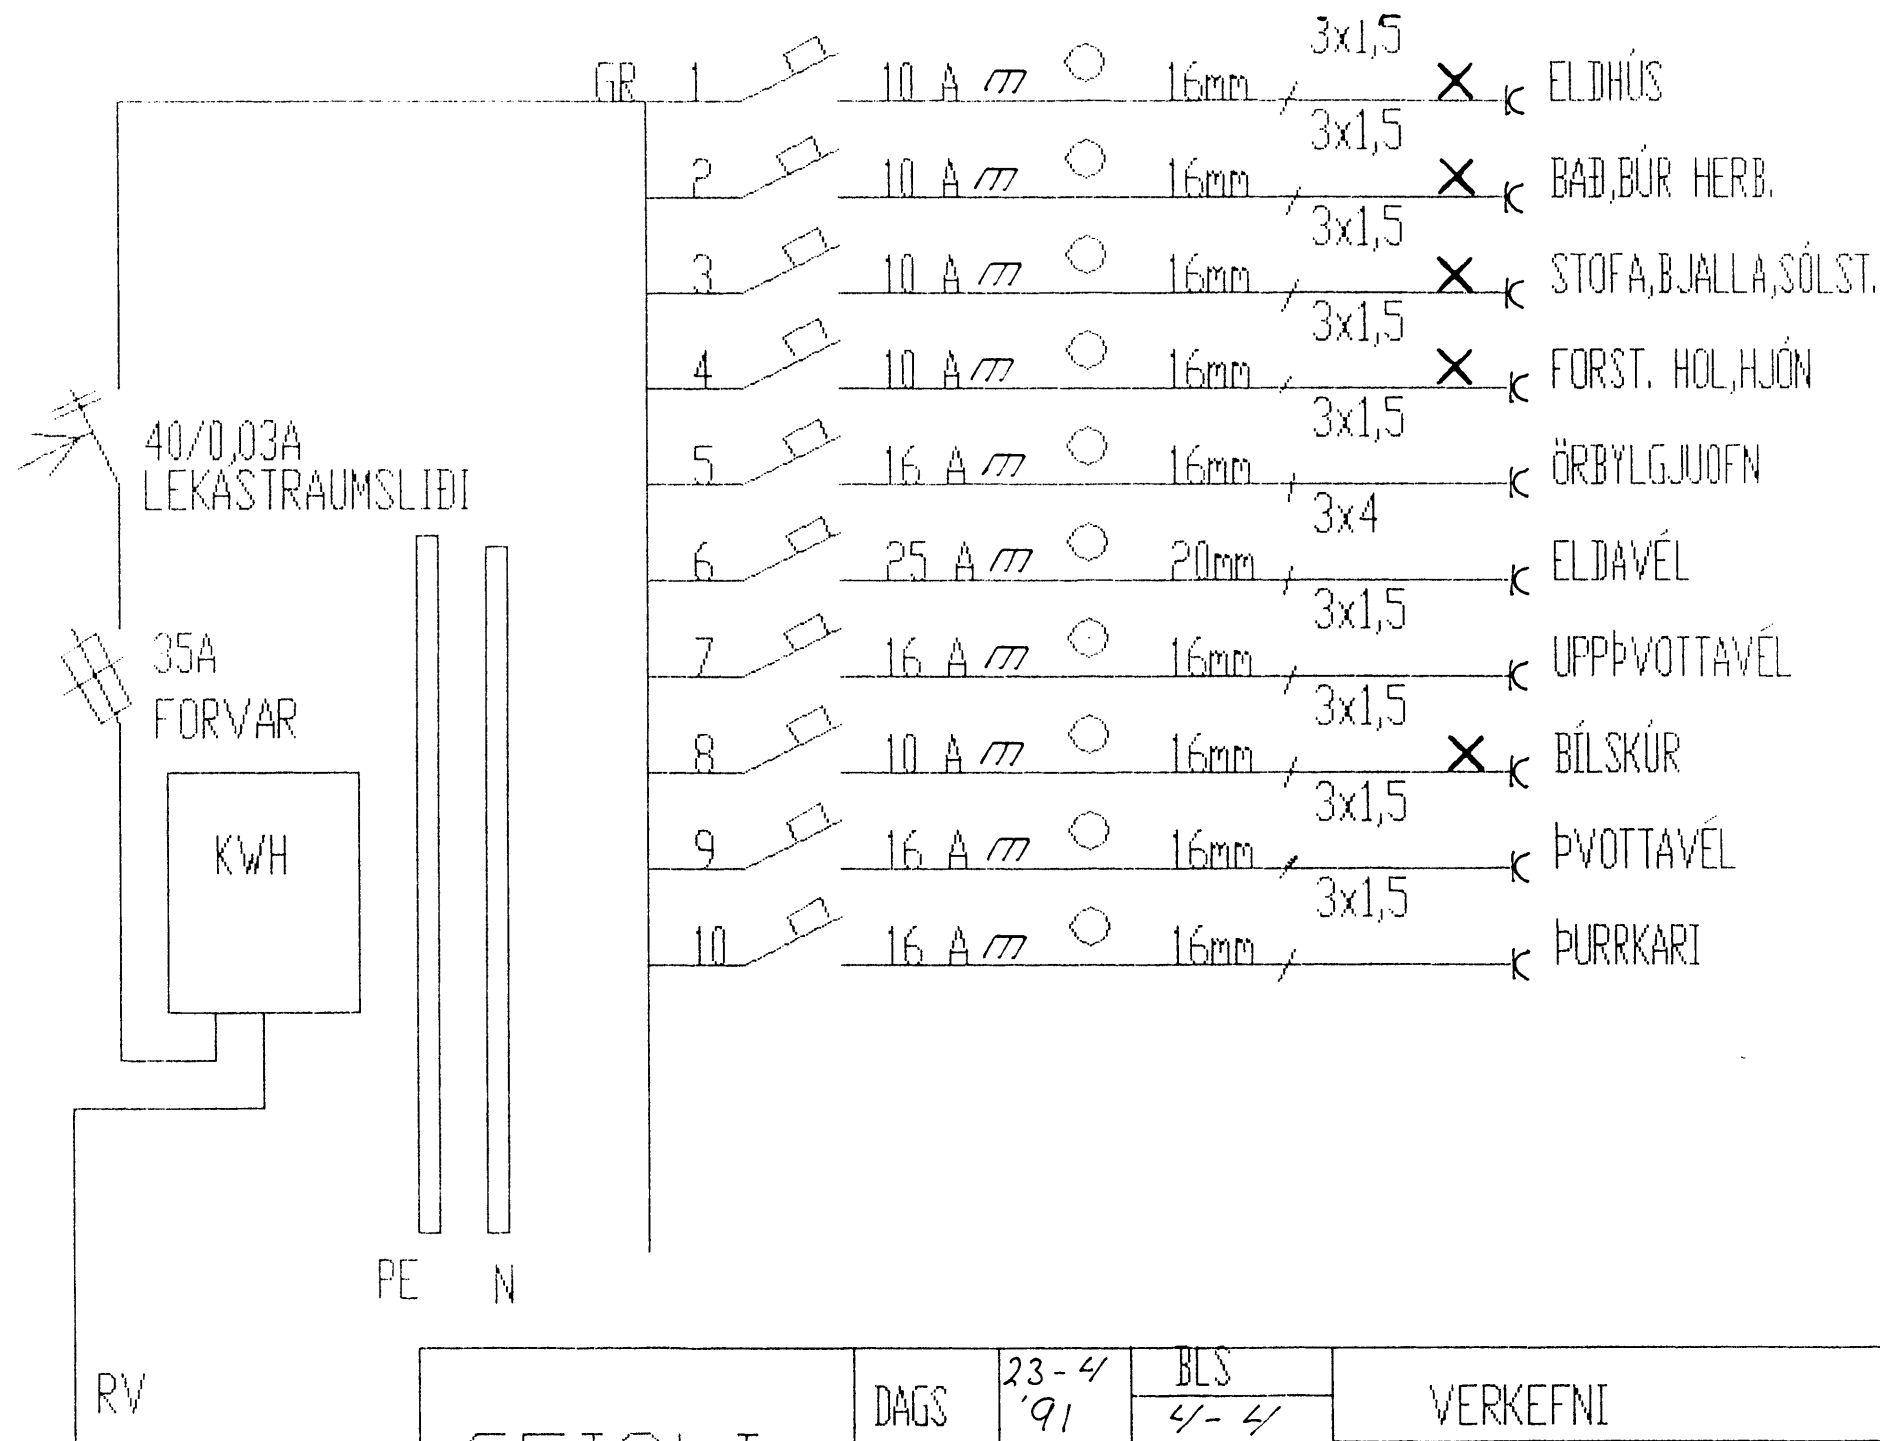 3x1,5
GR 1 10 A 16mm ELDHÚS
3x1,5
2 10 A 16mm BAÐ,BÚR HERB.
3x1,5
3 10 A 16mm STOFA,BJALLA,SÓLST.
3x1,5
4 10 A 16mm FORST. HOL,HJÓN
3x1,5
40/0,03A
LEKASTRAUMSLIÐI
5 16 A 16mm ÖRBYLGJUOFN
3x4
6 25 A 20mm ELDAVÉL
3x1,5
35A
FORVAR
7 16 A 16mm UPPÞVOTTAVÉL
3x1,5
8 10 A 16mm BÍLSKÚR
3x1,5
KWH
9 16 A 16mm ÞVOTTAVÉL
3x1,5
10 16 A 16mm ÞURRKARI
PE N
RV
DAGS 23-4 '91
BLS 4-4
VERKEFNI